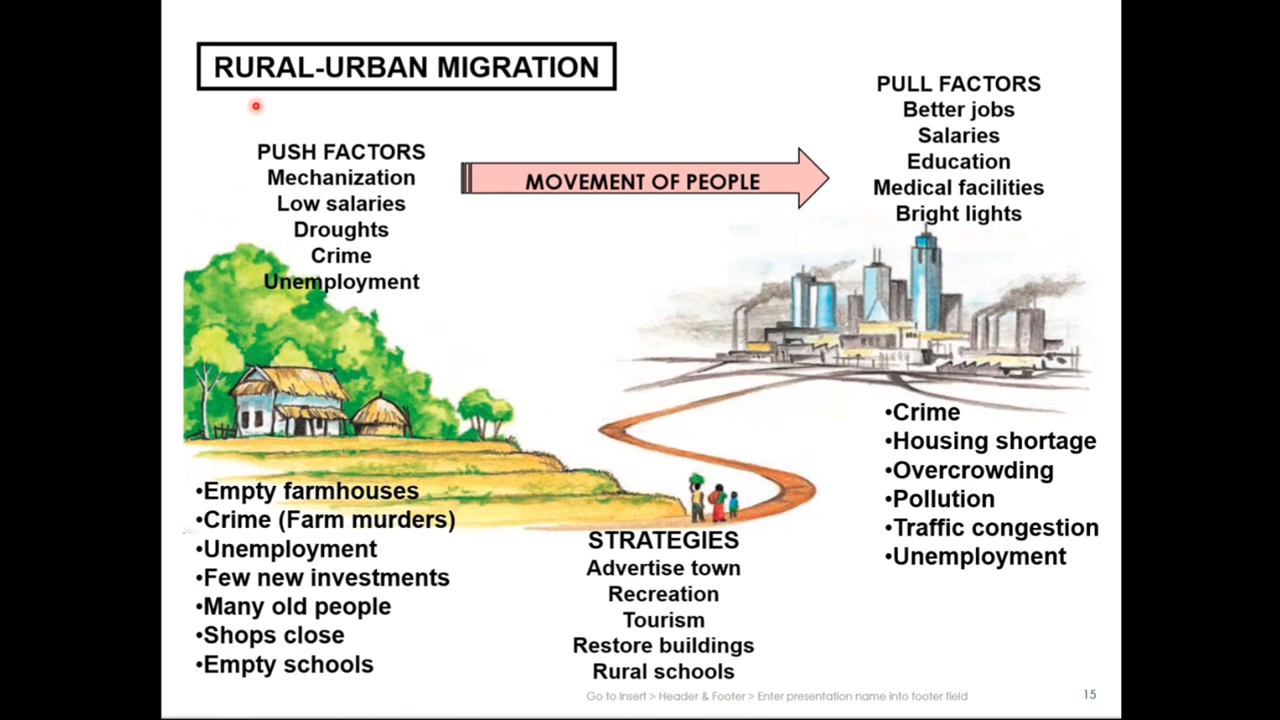 RURAL-URBAN MIGRATION
PUSH FACTORS
Mechanization
Low salaries
Droughts
Crime
Unemployment
MOVEMENT OF PEOPLE
PULL FACTORS
Better jobs
Salaries
Education
Medical facilities
Bright lights
•Empty farmhouses
•Crime (Farm murders)
•Unemployment
•Few new investments
•Many old people
•Shops close
•Empty schools
STRATEGIES
Advertise town
Recreation
Tourism
Restore buildings
Rural schools
•Crime
•Housing shortage
•Overcrowding
•Pollution
•Traffic congestion
•Unemployment
Go to Insert > Header & Footer > Enter presentation name into footer field
15